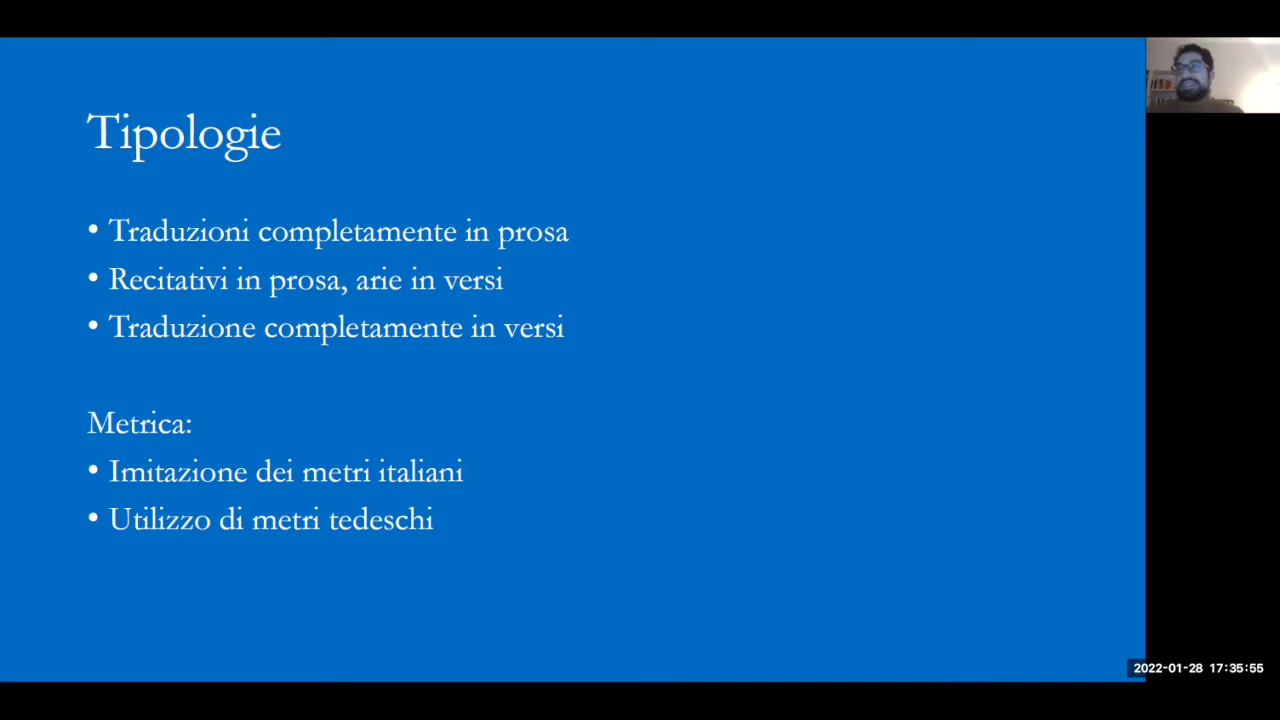 Tipologie
• Traduzioni completamente in prosa
• Recitativi in prosa, arie in versi
• Traduzione completamente in versi
Metrica:
• Imitazione dei metri italiani
• Utilizzo di metri tedeschi
2022-01-28 17:35:55